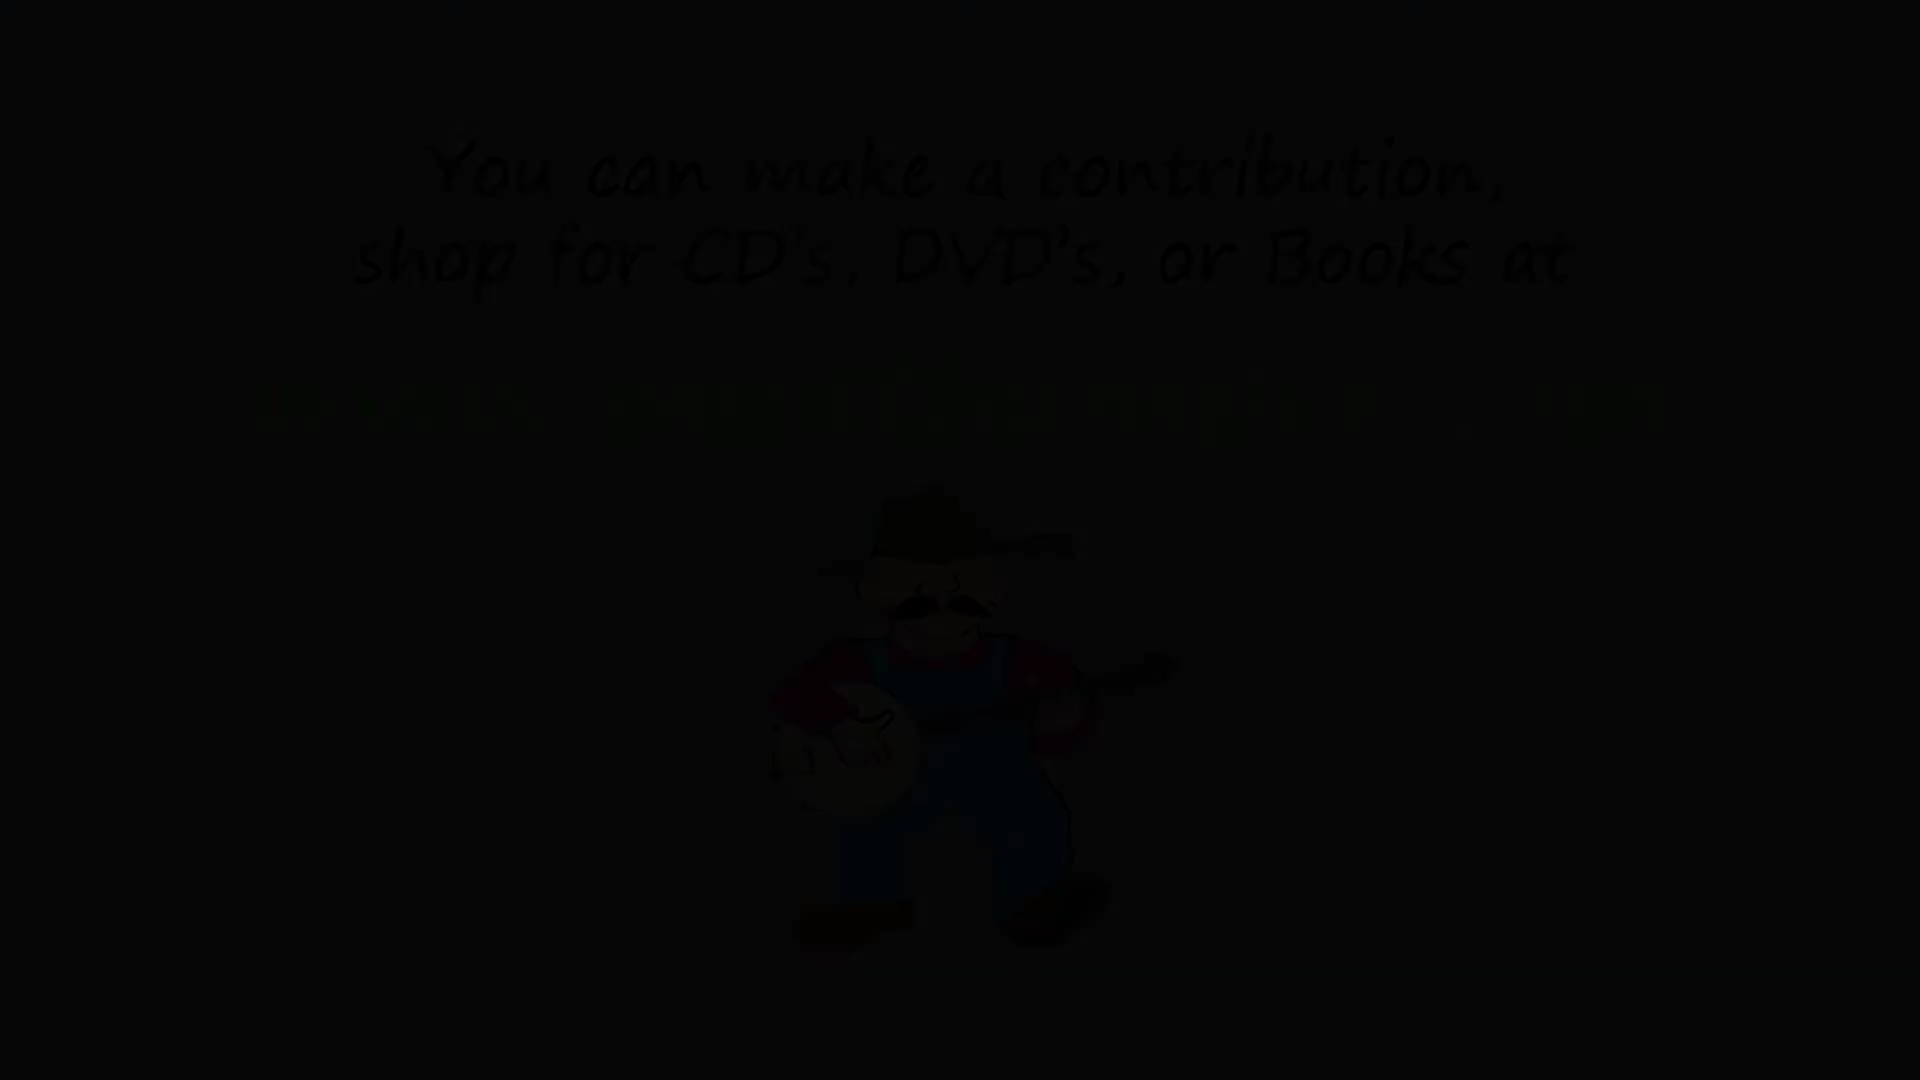 You can make a contribution,
shop for CD's, DVD's, or Books at